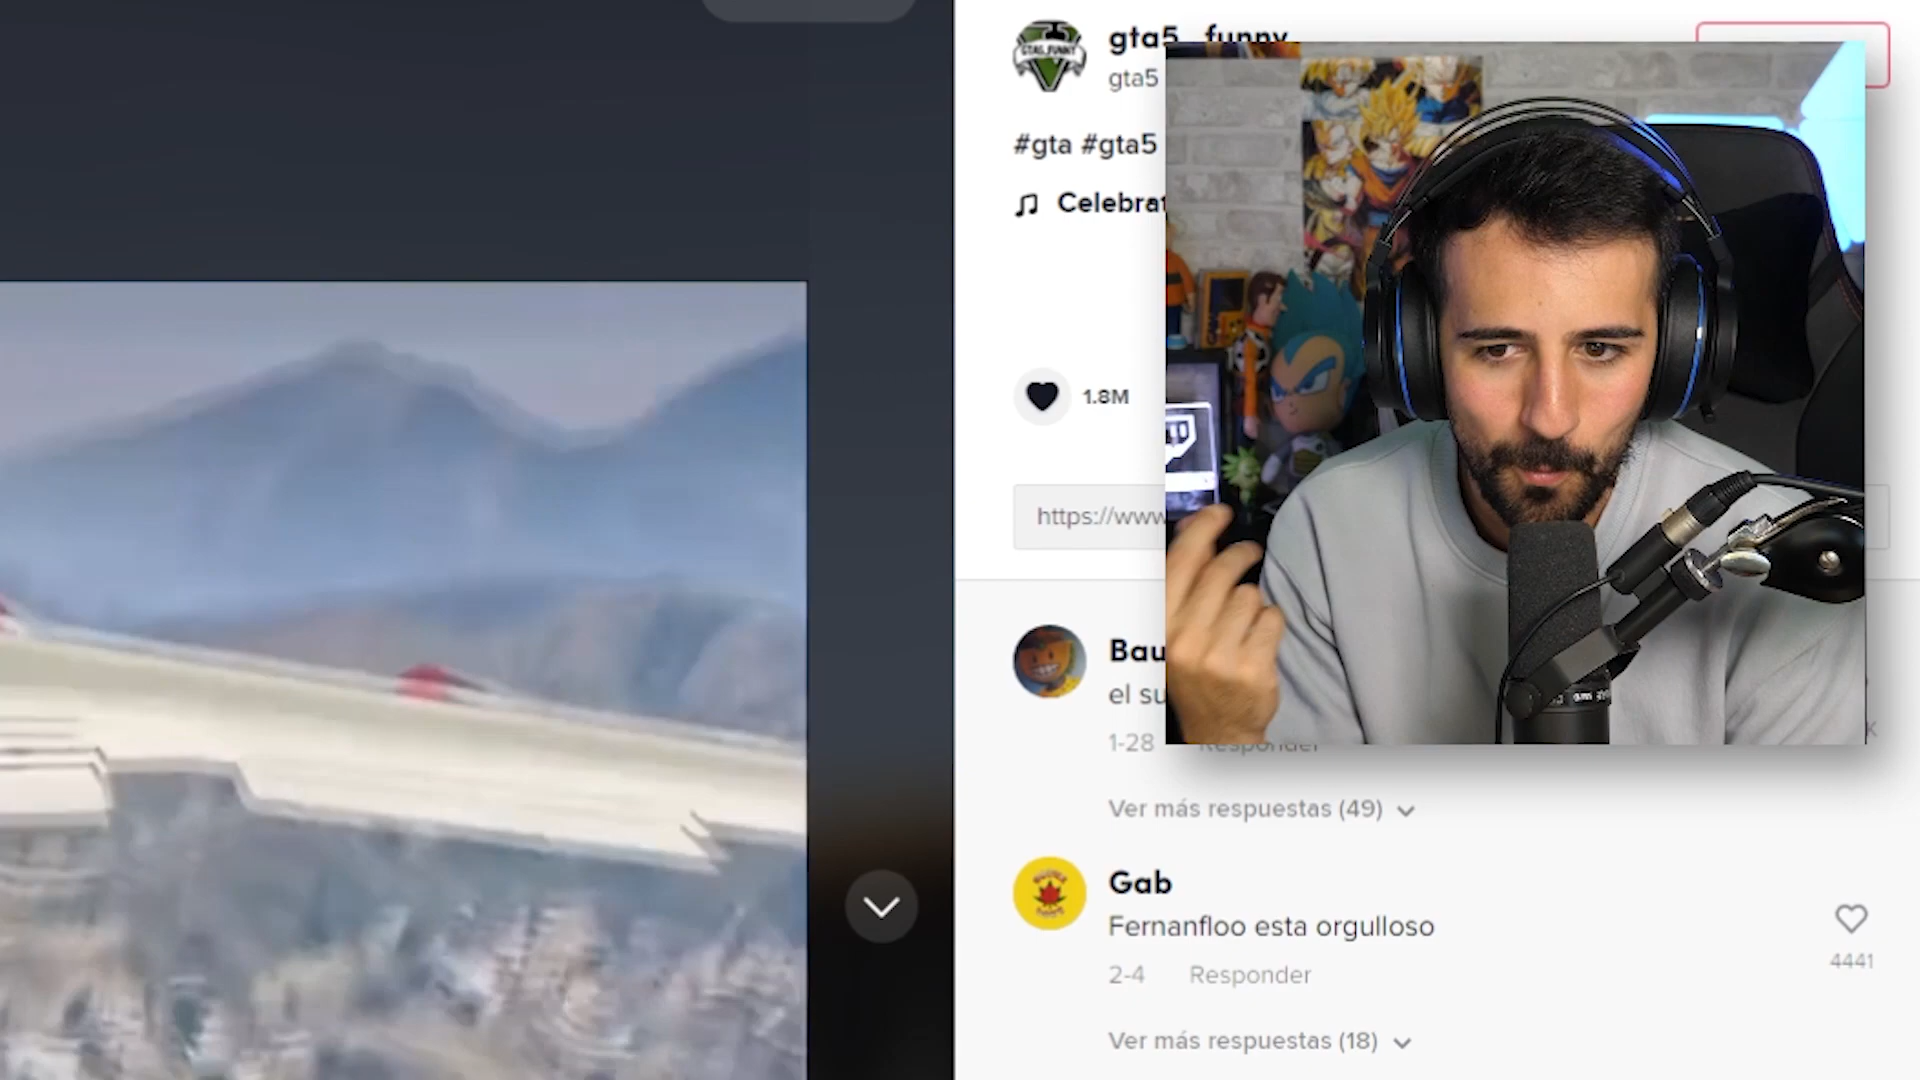 gta5_funny
gta5
#gta #gta5
Celebrat
1.8M
https://www
Bau
el su
1-28 Responder
Ver más respuestas (49)
Gab
Fernanfloo esta orgulloso
4441
2-4 Responder
Ver más respuestas (18)